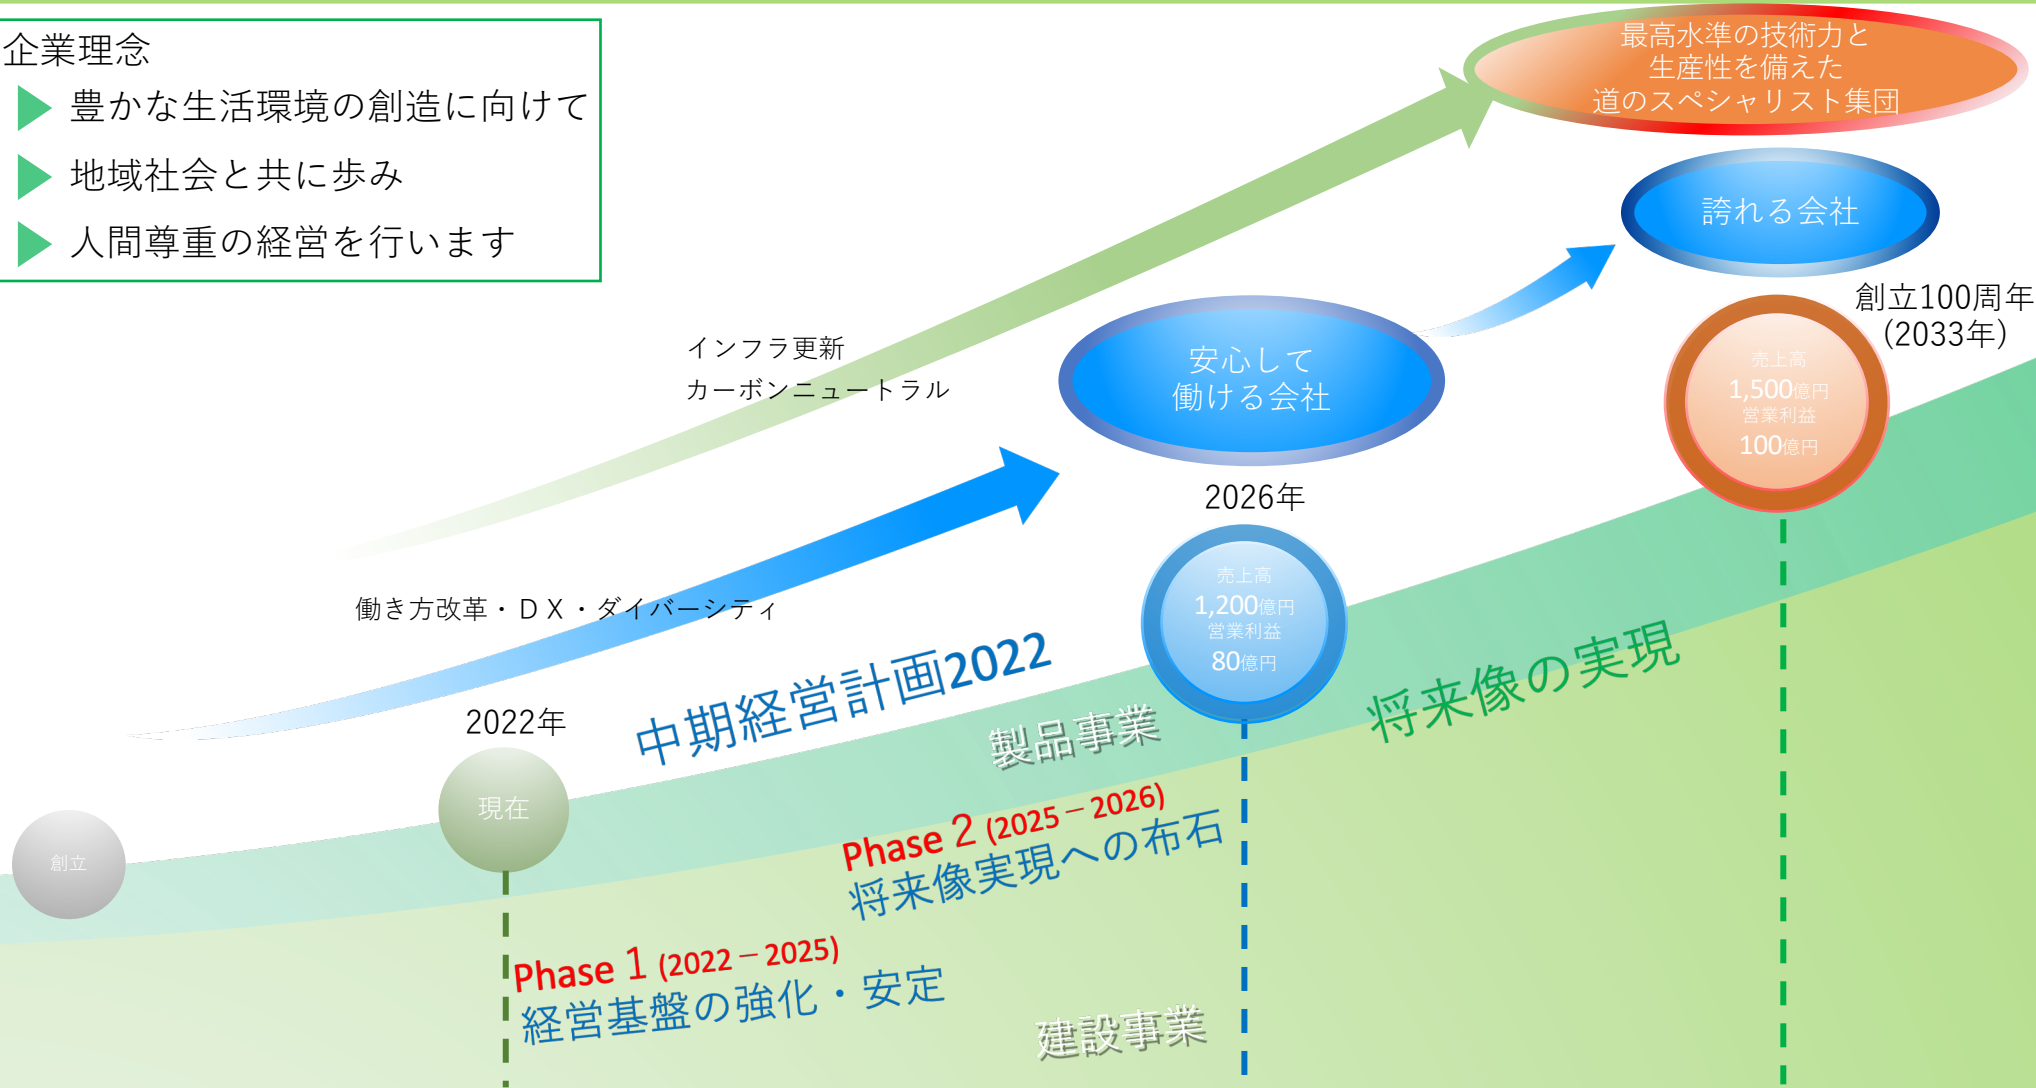 企業理念
豊かな生活環境の創造に向けて
地域社会と共に歩み
人間尊重の経営を行います
最高水準の技術力と
生産性を備えた
道のスペシャリスト集団
誇れる会社
創立100周年
(2033年)
売上高
1,500億円
営業利益
100億円
インフラ更新
カーボンニュートラル
安心して
働ける会社
2026年
売上高
1,200億円
営業利益
80億円
働き方改革・ＤＸ・ダイバーシティ
中期経営計画2022
将来像の実現
2022年
現在
創立
製品事業
Phase２(2025－2026)
将来像実現への布石
Phase１(2022－2025)
経営基盤の強化・安定
建設事業